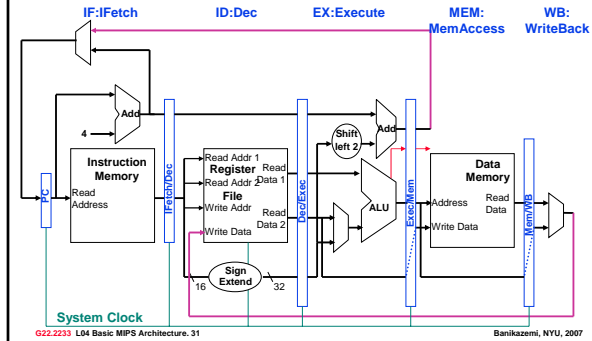 IF:IFetch
ID:Dec
EX:Execute
MEM:
MemAccess
WB:
WriteBack
Add
4
Shift
left 2
Add
PC
Instruction
Memory
Read
Address
IFetch/Dec
Read Addr 1
Register
Read
Data 1
Read Addr 2
File
Write Addr
Read
Data 2
Write Data
Dec/Exec
ALU
Exec/Mem
Data
Memory
Address
Read
Data
Write Data
Mem/WB
Sign
Extend
16
32
System Clock
G22.2233 L04 Basic MIPS Architecture. 31
Banikazemi, NYU, 2007